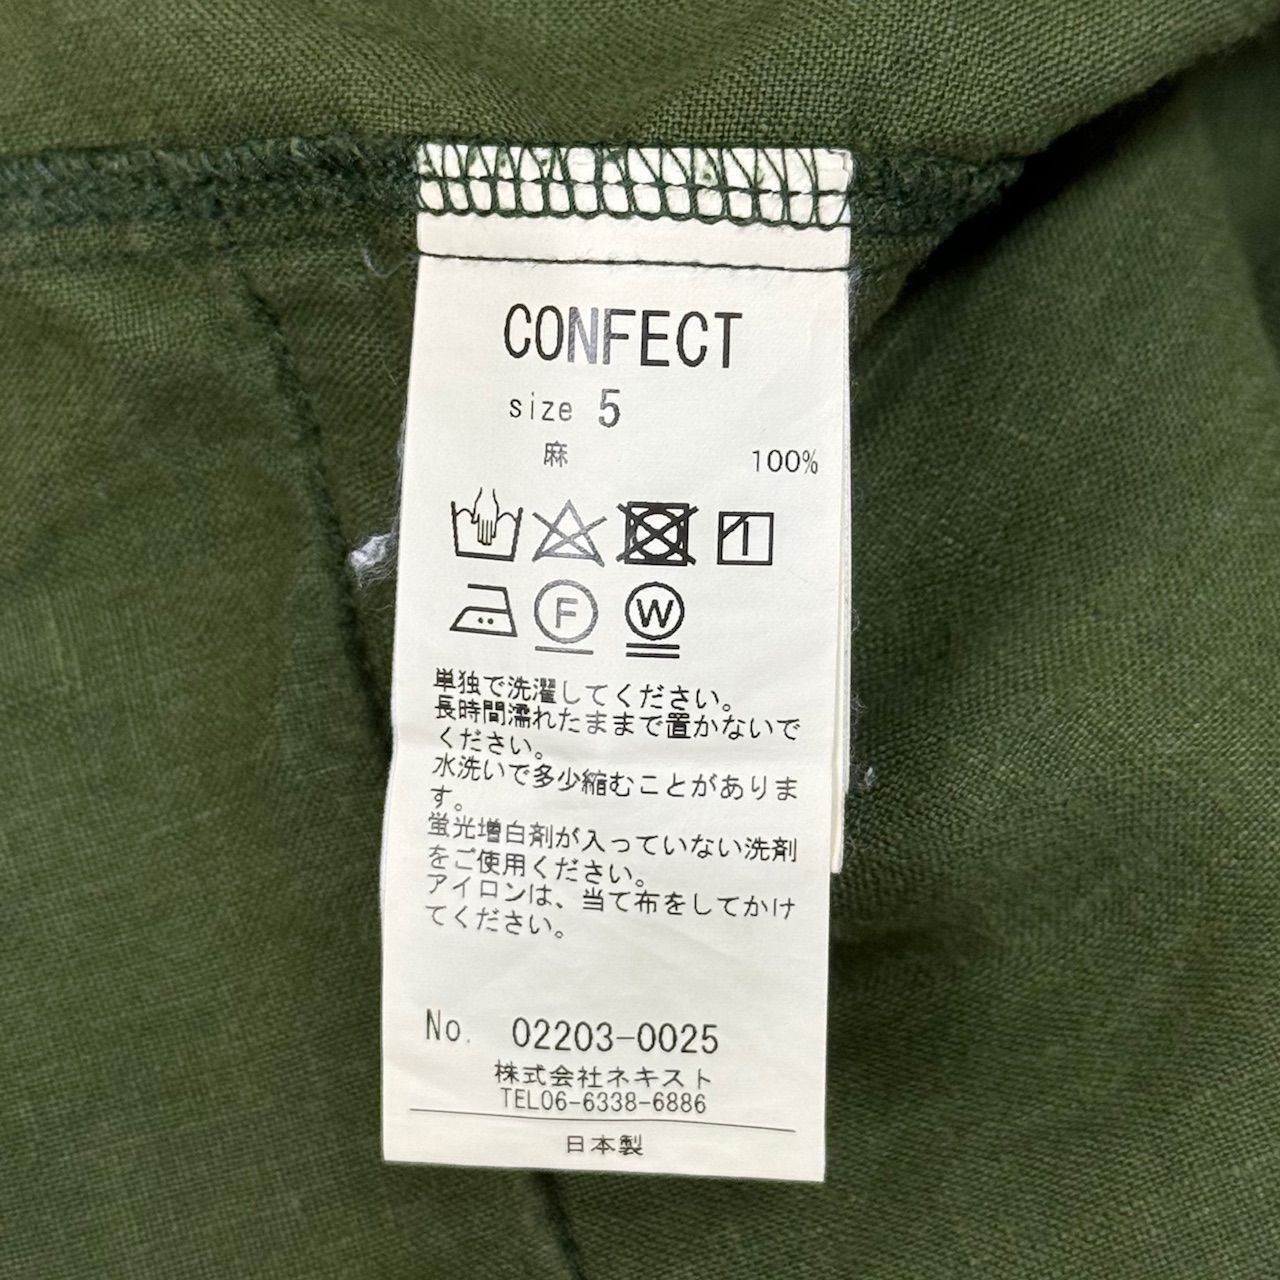 CONFECT
size 5
麻 100%
F W
単独で洗濯してください。
長時間濡れたままで置かないで
ください。
水洗いで多少縮むことがありま
す。
蛍光増白剤が入っていない洗剤
をご使用ください。
アイロンは、当て布をしてかけ
てください。
No. 02203-0025
株式会社ネキスト
TEL06-6338-6886
日本製